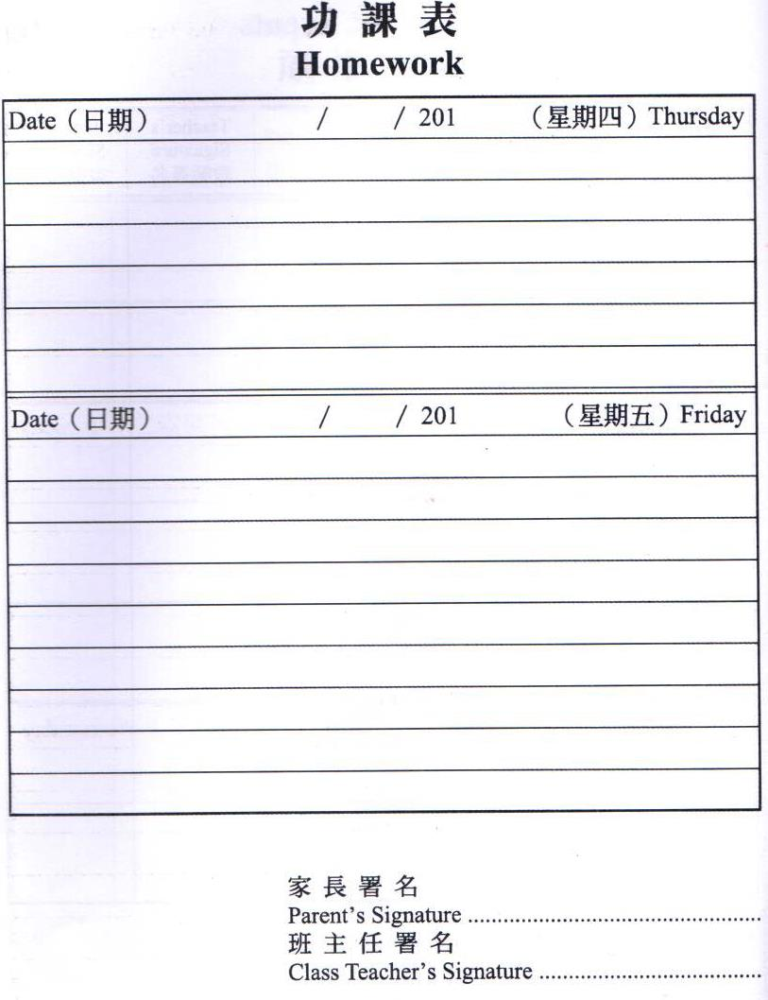 功課表
Homework
Date（日期） / / 201 （星期四）Thursday
Date（日期） / / 201 （星期五）Friday
家長署名
Parent's Signature ................................................
班主任署名
Class Teacher's Signature ....................................